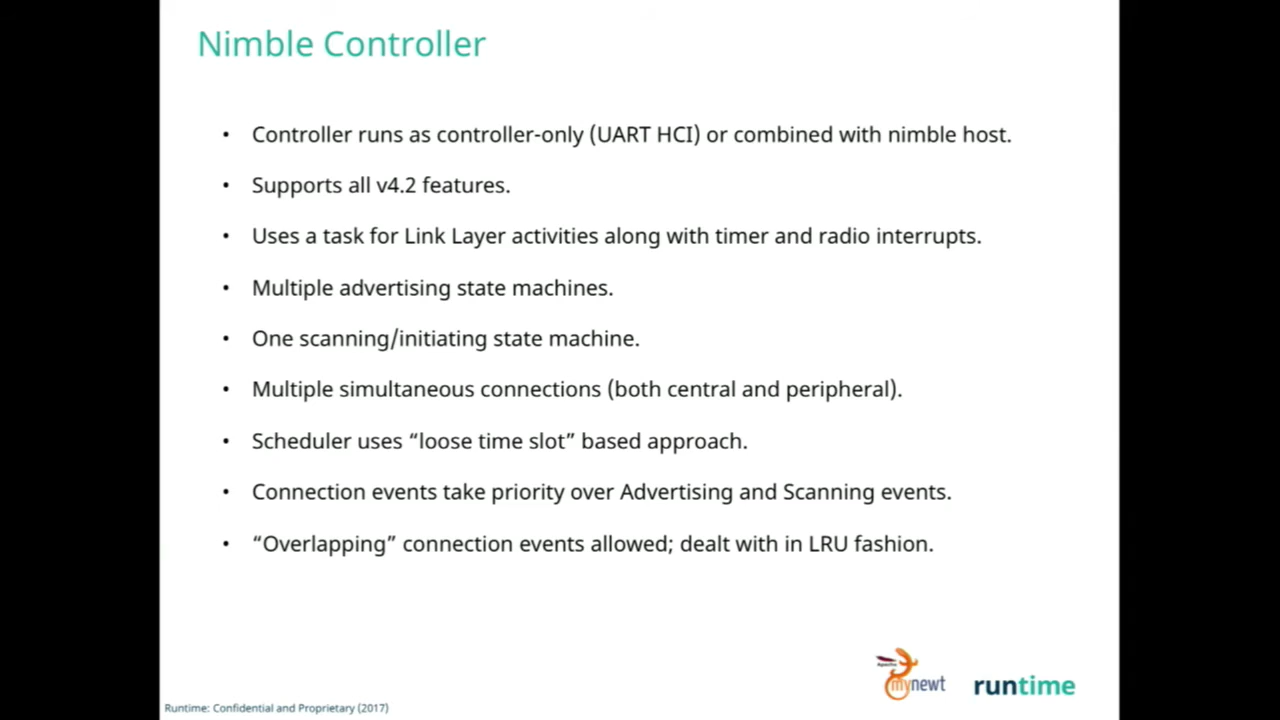 Nimble Controller
• Controller runs as controller-only (UART HCI) or combined with nimble host.
• Supports all v4.2 features.
• Uses a task for Link Layer activities along with timer and radio interrupts.
• Multiple advertising state machines.
• One scanning/initiating state machine.
• Multiple simultaneous connections (both central and peripheral).
• Scheduler uses “loose time slot” based approach.
• Connection events take priority over Advertising and Scanning events.
• “Overlapping” connection events allowed; dealt with in LRU fashion.
Apache
mynewt
runtime
Runtime: Confidential and Proprietary (2017)